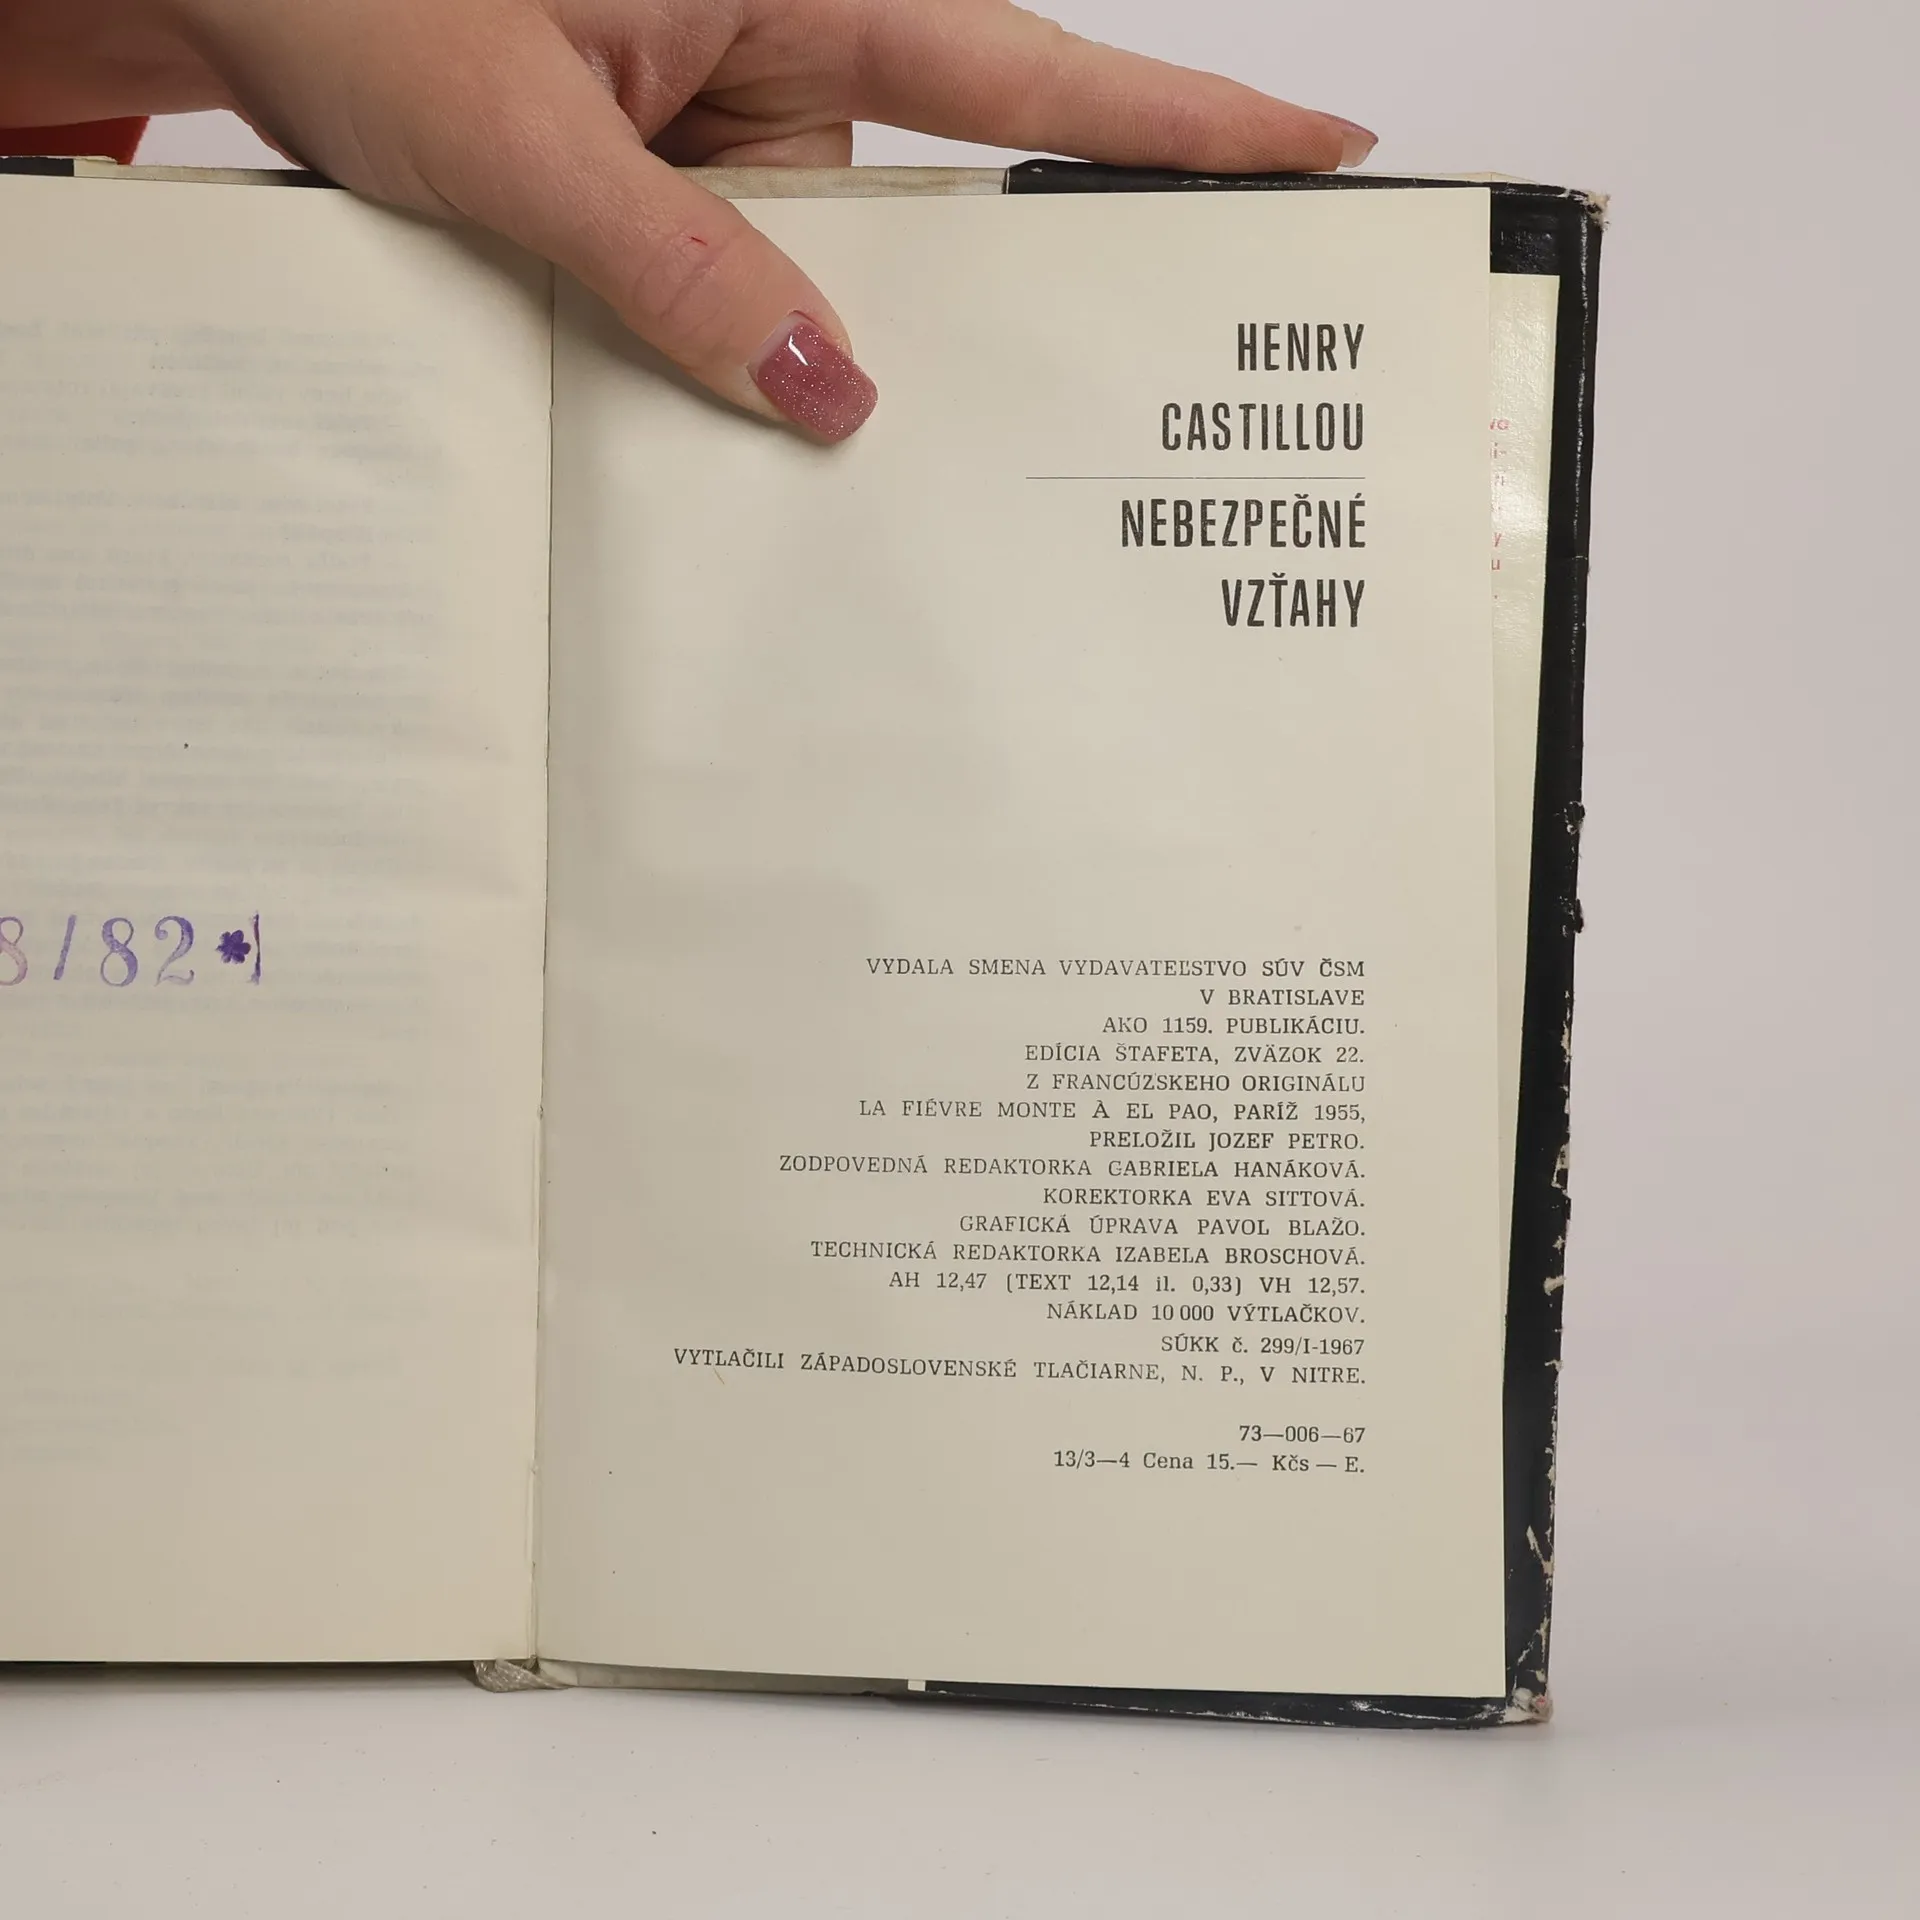 8/82*
HENRY
CASTILLOU
NEBEZPEČNÉ
VZŤAHY
VYDALA SMENA VYDAVATEĽSTVO SÚV ČSM
V BRATISLAVE
AKO 1159. PUBLIKÁCIU.
EDÍCIA ŠTAFETA, ZVÄZOK 22.
Z FRANCÚZSKEHO ORIGINÁLU
LA FIÉVRE MONTE À EL PAO, PARÍŽ 1955,
PRELOŽIL JOZEF PETRO.
ZODPOVEDNÁ REDAKTORKA GABRIELA HANÁKOVÁ.
KOREKTORKA EVA SITTOVÁ.
GRAFICKÁ ÚPRAVA PAVOL BLAŽO.
TECHNICKÁ REDAKTORKA IZABELA BROSCHOVÁ.
AH 12,47 (TEXT 12,14 il. 0,33) VH 12,57.
NÁKLAD 10 000 VÝTLAČKOV.
SÚKK č. 299/I-1967
VYTLAČILI ZÁPADOSLOVENSKÉ TLAČIARNE, N. P., V NITRE.
73—006—67
13/3—4 Cena 15.— Kčs — E.